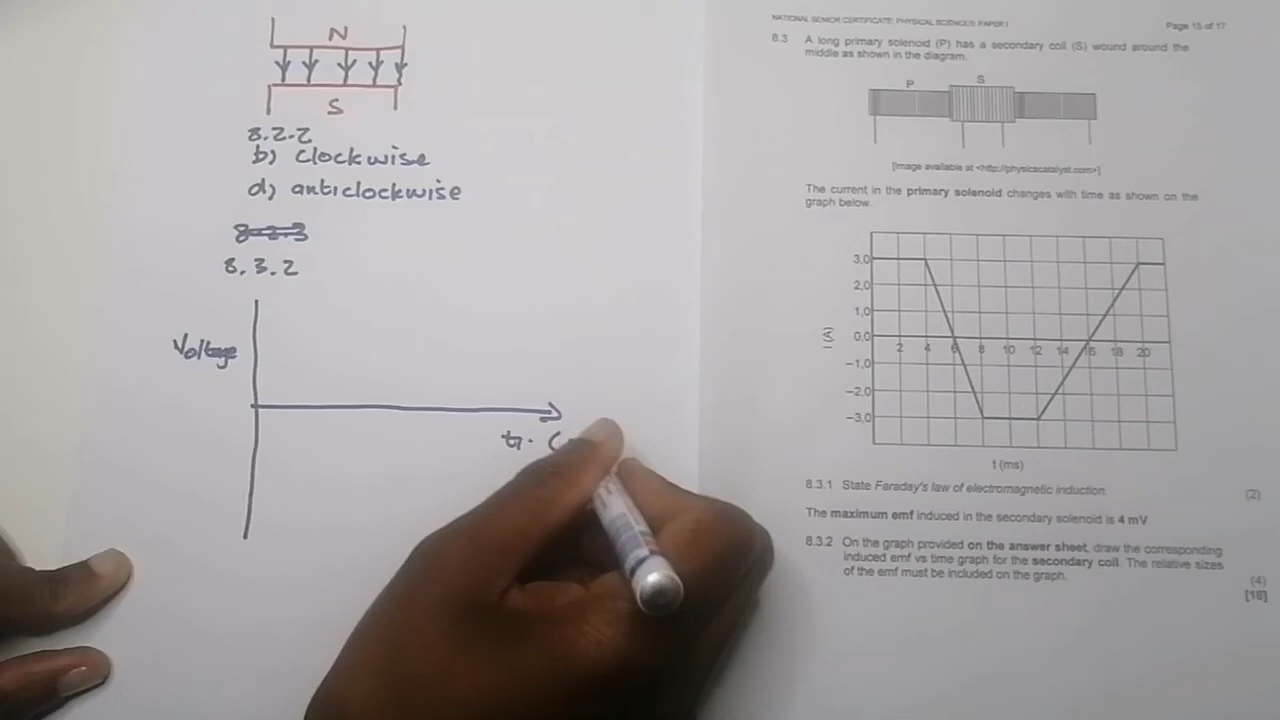 N
S
8.2.2
b) clockwise
d) anticlockwise
8.2.3
8.3.2
Voltage
NATIONAL SENIOR CERTIFICATE: PHYSICAL SCIENCES: PAPER I
Page 15 of 17
8.3 A long primary solenoid (P) has a secondary coil (S) wound around the
middle as shown in the diagram.
P
S
[Image available at <http://physicscatalyst.com>]
The current in the primary solenoid changes with time as shown on the
graph below.
3,0
2,0
1,0
0,0
–1,0
–2,0
–3,0
I (A)
2 4 6 8 10 12 14 16 18 20
t (ms)
8.3.1 State Faraday's law of electromagnetic induction.
(2)
The maximum emf induced in the secondary solenoid is 4 mV
8.3.2 On the graph provided on the answer sheet, draw the corresponding
induced emf vs time graph for the secondary coil. The relative sizes
of the emf must be included on the graph.
(4)
[18]